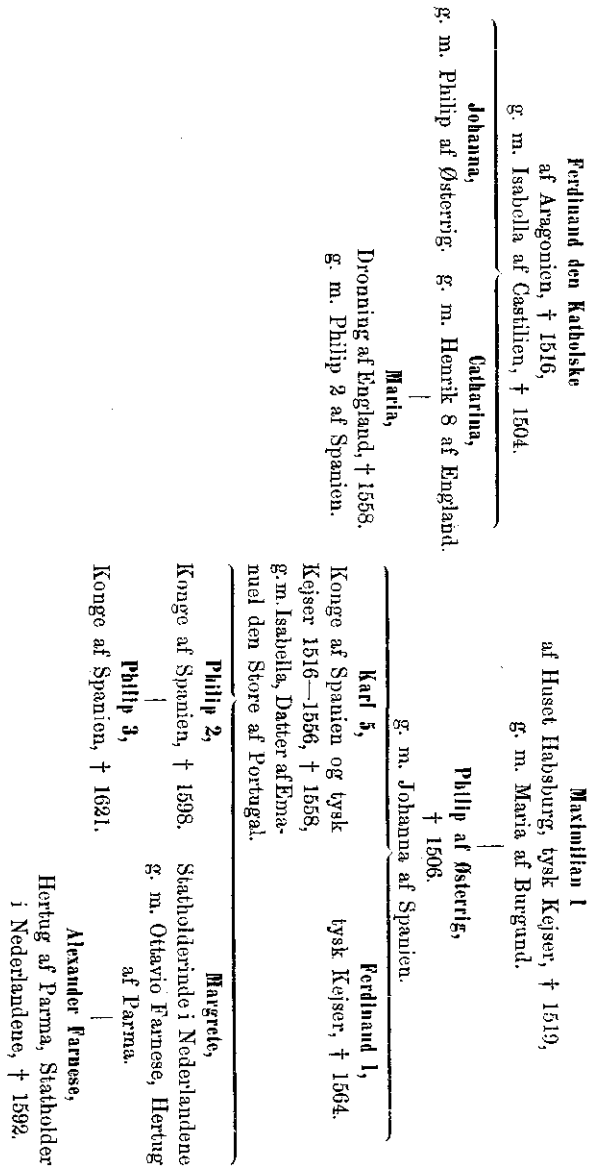 Ferdinand den Katholske
af Aragonien, † 1516,
g. m. Isabella af Castilien, † 1504.
Johanna,
g. m. Philip af Østerrig.
Catharina,
g. m. Henrik 8 af England.
Maria,
Dronning af England, † 1558.
g. m. Philip 2 af Spanien.
Maximilian I
af Huset Habsburg, tysk Kejser, † 1519,
g. m. Maria af Burgund.
Philip af Østerrig,
† 1506.
g. m. Johanna af Spanien.
Karl 5,
Konge af Spanien og tysk
Kejser 1516—1556, † 1558,
g. m. Isabella, Datter af Ema-
nuel den Store af Portugal.
Ferdinand 1,
tysk Kejser, † 1564.
Philip 2,
Konge af Spanien, † 1598.
Philip 3,
Konge af Spanien, † 1621.
Margrete,
Statholderinde i Nederlandene
g. m. Ottavio Farnese, Hertug
af Parma.
Alexander Farnese,
Hertug af Parma, Statholder
i Nederlandene, † 1592.